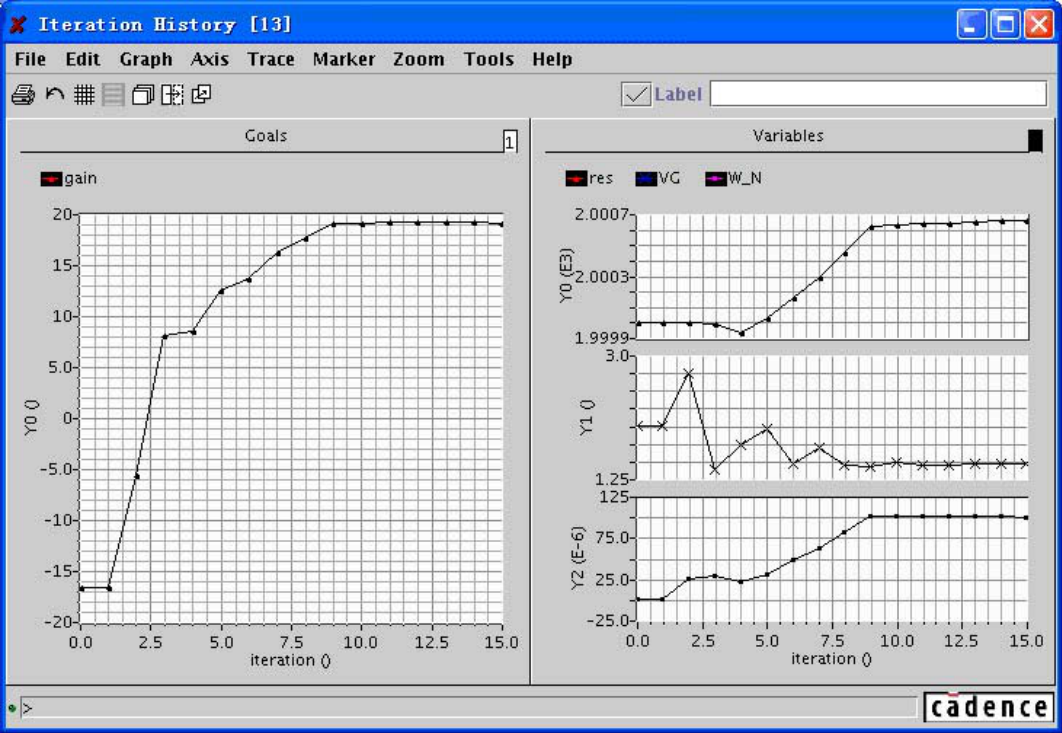 Iteration History [13]
File Edit Graph Axis Trace Marker Zoom Tools Help
Label
Goals
1
gain
20
15
10
5.0
0
-5.0
-10
-15
-20
Y0 ()
0.0 2.5 5.0 7.5 10.0 12.5 15.0
iteration ()
Variables
res VG W_N
2.0007
2.0003
1.9999
Y0 (E3)
3.0
1.25
Y1 ()
125
75.0
25.0
-25.0
Y2 (E-6)
0.0 2.5 5.0 7.5 10.0 12.5 15.0
iteration ()
>
cādence